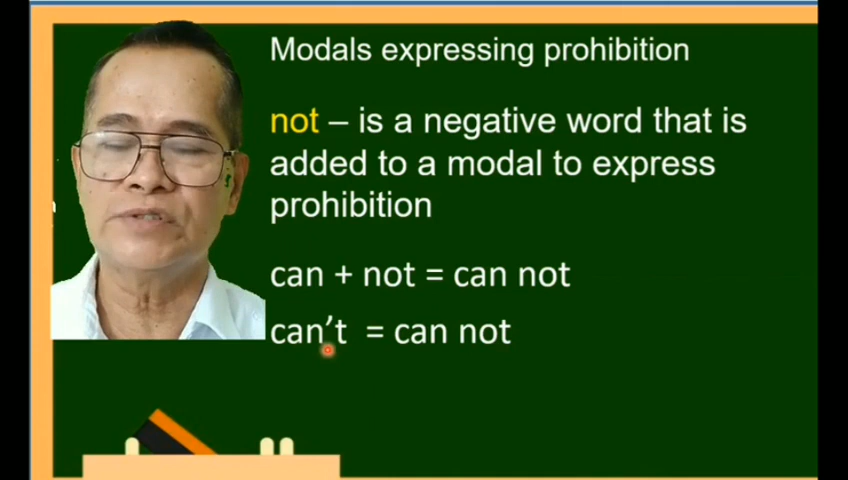 Modals expressing prohibition
not – is a negative word that is
added to a modal to express
prohibition
can + not = can not
can’t = can not